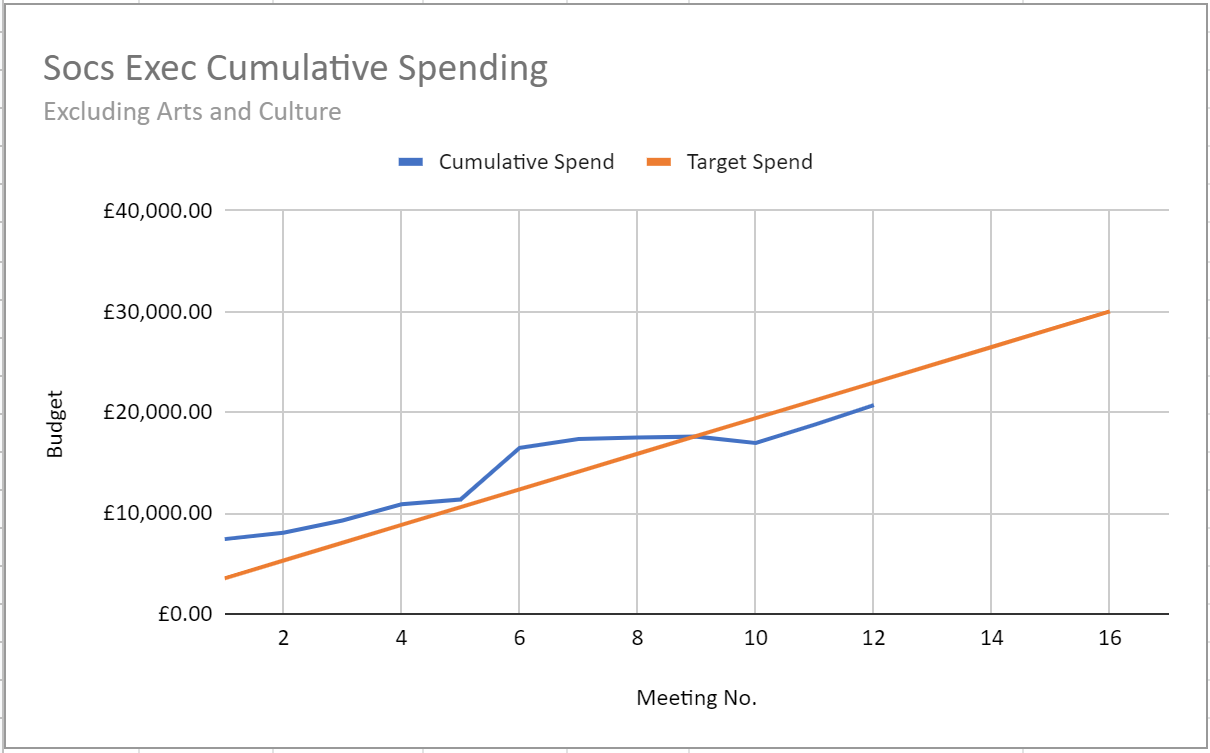 Socs Exec Cumulative Spending
Excluding Arts and Culture
Cumulative Spend Target Spend
£40,000.00
£30,000.00
£20,000.00
£10,000.00
£0.00
Budget
2 4 6 8 10 12 14 16
Meeting No.